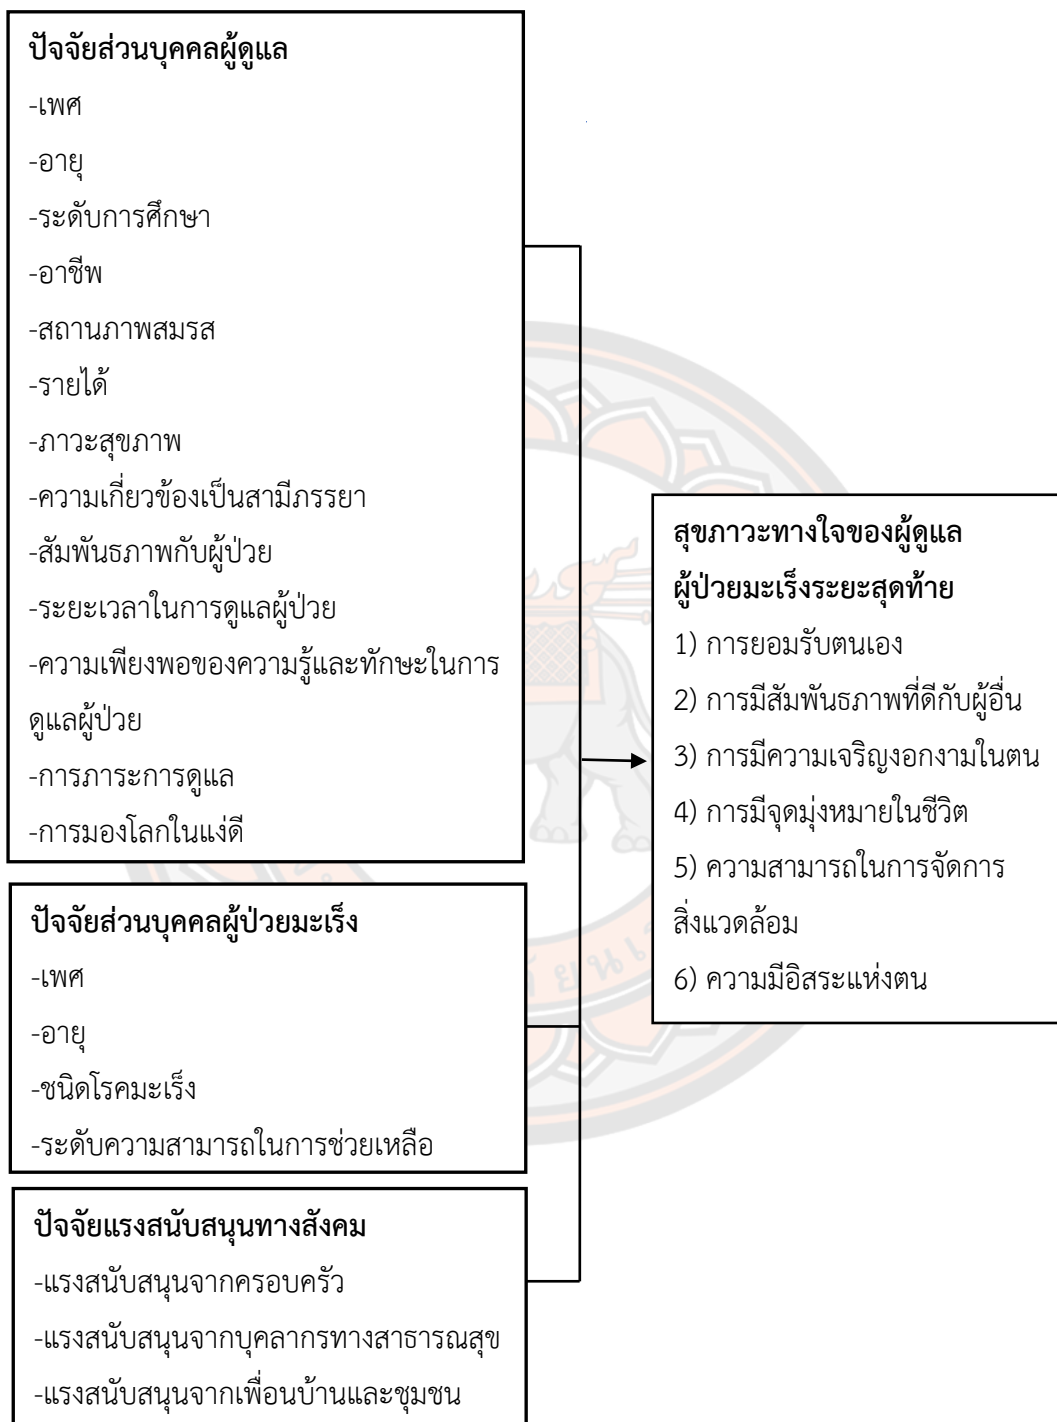 ปัจจัยส่วนบุคคลผู้ดูแล
-เพศ
-อายุ
-ระดับการศึกษา
-อาชีพ
-สถานภาพสมรส
-รายได้
-ภาวะสุขภาพ
-ความเกี่ยวข้องเป็นสามีภรรยา
-สัมพันธภาพกับผู้ป่วย
-ระยะเวลาในการดูแลผู้ป่วย
-ความเพียงพอของความรู้และทักษะในการ
ดูแลผู้ป่วย
-การภาระการดูแล
-การมองโลกในแง่ดี
ปัจจัยส่วนบุคคลผู้ป่วยมะเร็ง
-เพศ
-อายุ
-ชนิดโรคมะเร็ง
-ระดับความสามารถในการช่วยเหลือ
ปัจจัยแรงสนับสนุนทางสังคม
-แรงสนับสนุนจากครอบครัว
-แรงสนับสนุนจากบุคลากรทางสาธารณสุข
-แรงสนับสนุนจากเพื่อนบ้านและชุมชน
สุขภาวะทางใจของผู้ดูแล
ผู้ป่วยมะเร็งระยะสุดท้าย
1) การยอมรับตนเอง
2) การมีสัมพันธภาพที่ดีกับผู้อื่น
3) การมีความเจริญงอกงามในตน
4) การมีจุดมุ่งหมายในชีวิต
5) ความสามารถในการจัดการ
สิ่งแวดล้อม
6) ความมีอิสระแห่งตน